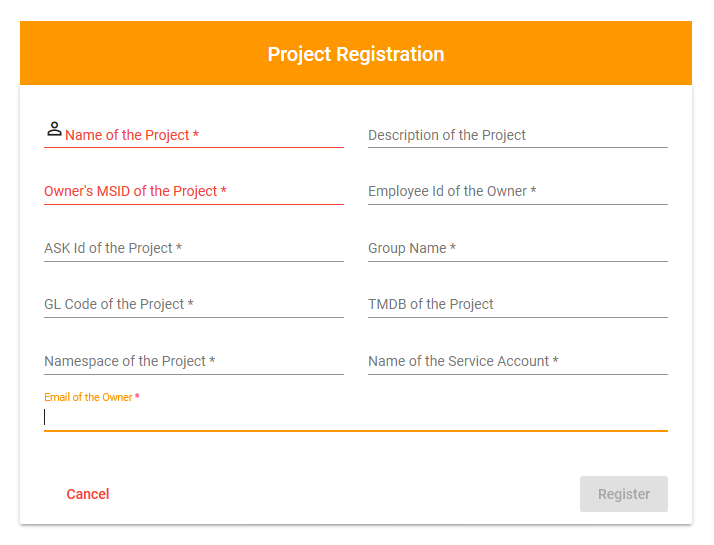 Project Registration
Name of the Project *
Description of the Project
Owner's MSID of the Project *
Employee Id of the Owner *
ASK Id of the Project *
Group Name *
GL Code of the Project *
TMDB of the Project
Namespace of the Project *
Name of the Service Account *
Email of the Owner *
Cancel
Register